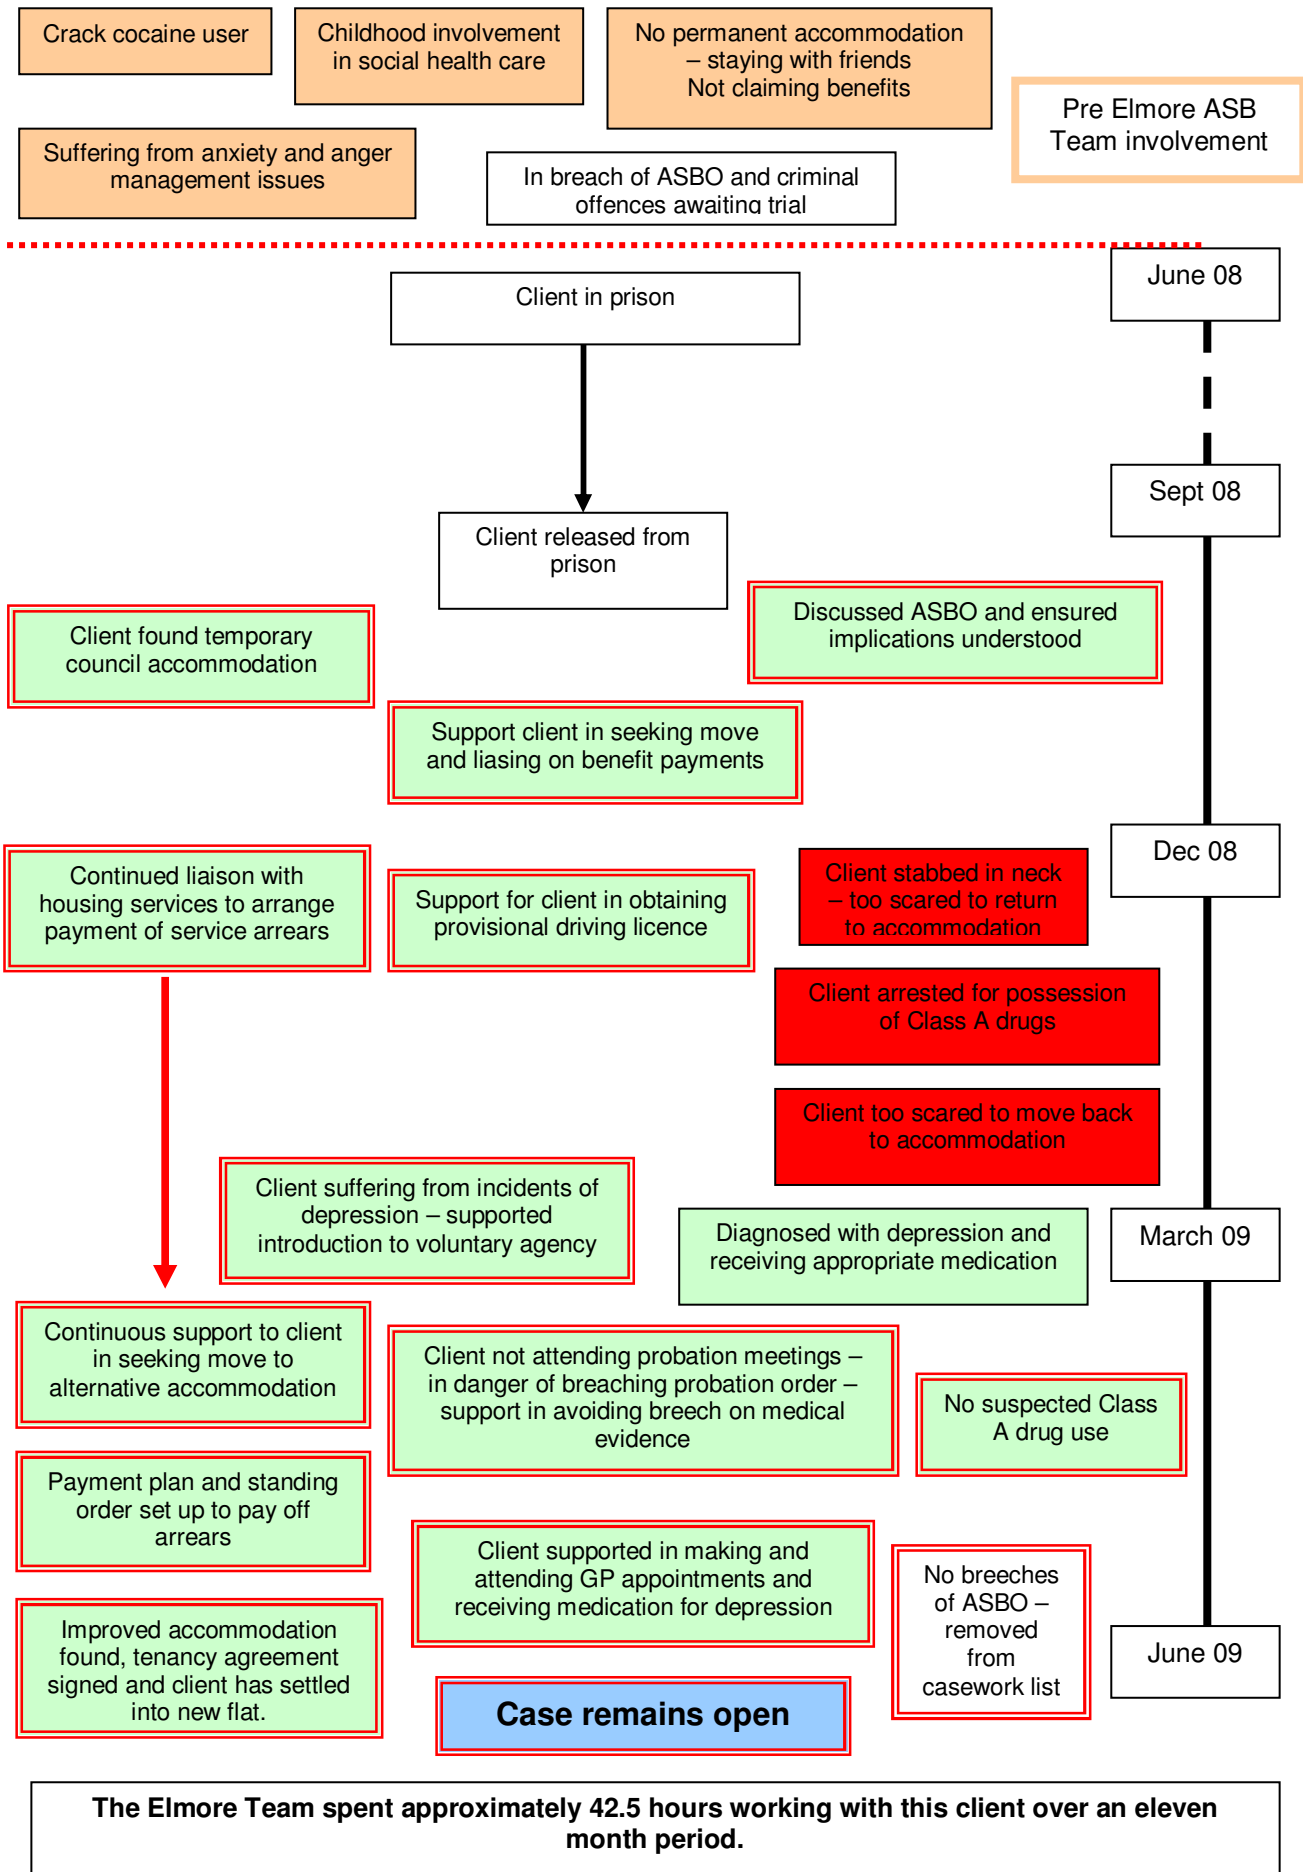 Crack cocaine user
Childhood involvement
in social health care
No permanent accommodation
– staying with friends
Not claiming benefits
Pre Elmore ASB
Team involvement
Suffering from anxiety and anger
management issues
In breach of ASBO and criminal
offences awaiting trial
June 08
Client in prison
Sept 08
Client released from
prison
Discussed ASBO and ensured
implications understood
Client found temporary
council accommodation
Support client in seeking move
and liasing on benefit payments
Dec 08
Continued liaison with
housing services to arrange
payment of service arrears
Support for client in obtaining
provisional driving licence
Client stabbed in neck
– too scared to return
to accommodation
Client arrested for possession
of Class A drugs
Client too scared to move back
to accommodation
Client suffering from incidents of
depression – supported
introduction to voluntary agency
Diagnosed with depression and
receiving appropriate medication
March 09
Continuous support to client
in seeking move to
alternative accommodation
Client not attending probation meetings –
in danger of breaching probation order –
support in avoiding breech on medical
evidence
No suspected Class
A drug use
Payment plan and standing
order set up to pay off
arrears
Client supported in making and
attending GP appointments and
receiving medication for depression
No breeches
of ASBO –
removed
from
casework list
Improved accommodation
found, tenancy agreement
signed and client has settled
into new flat.
June 09
Case remains open
The Elmore Team spent approximately 42.5 hours working with this client over an eleven
month period.